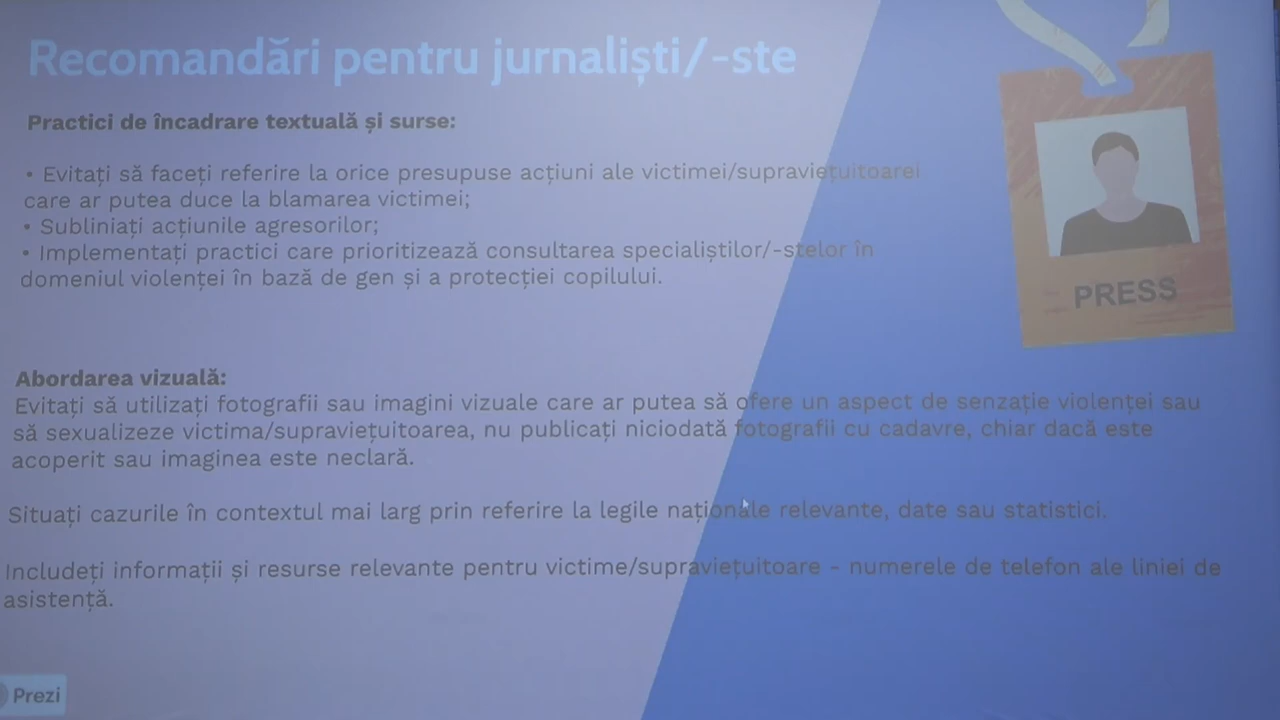 Recomandări pentru jurnaliști/-ste
Practici de încadrare textuală și surse:
• Evitați să faceți referire la orice presupuse acțiuni ale victimei/supraviețuitoarei
care ar putea duce la blamarea victimei;
• Subliniați acțiunile agresorilor;
• Implementați practici care prioritizează consultarea specialiștilor/-stelor în
domeniul violenței în bază de gen și a protecției copilului.
PRESS
Abordarea vizuală:
Evitați să utilizați fotografii sau imagini vizuale care ar putea să ofere un aspect de senzație violenței sau
să sexualizeze victima/supraviețuitoarea, nu publicați niciodată fotografii cu cadavre, chiar dacă este
acoperit sau imaginea este neclară.
Situați cazurile în contextul mai larg prin referire la legile naționale relevante, date sau statistici.
Includeți informații și resurse relevante pentru victime/supraviețuitoare - numerele de telefon ale liniei de
asistență.
Prezi